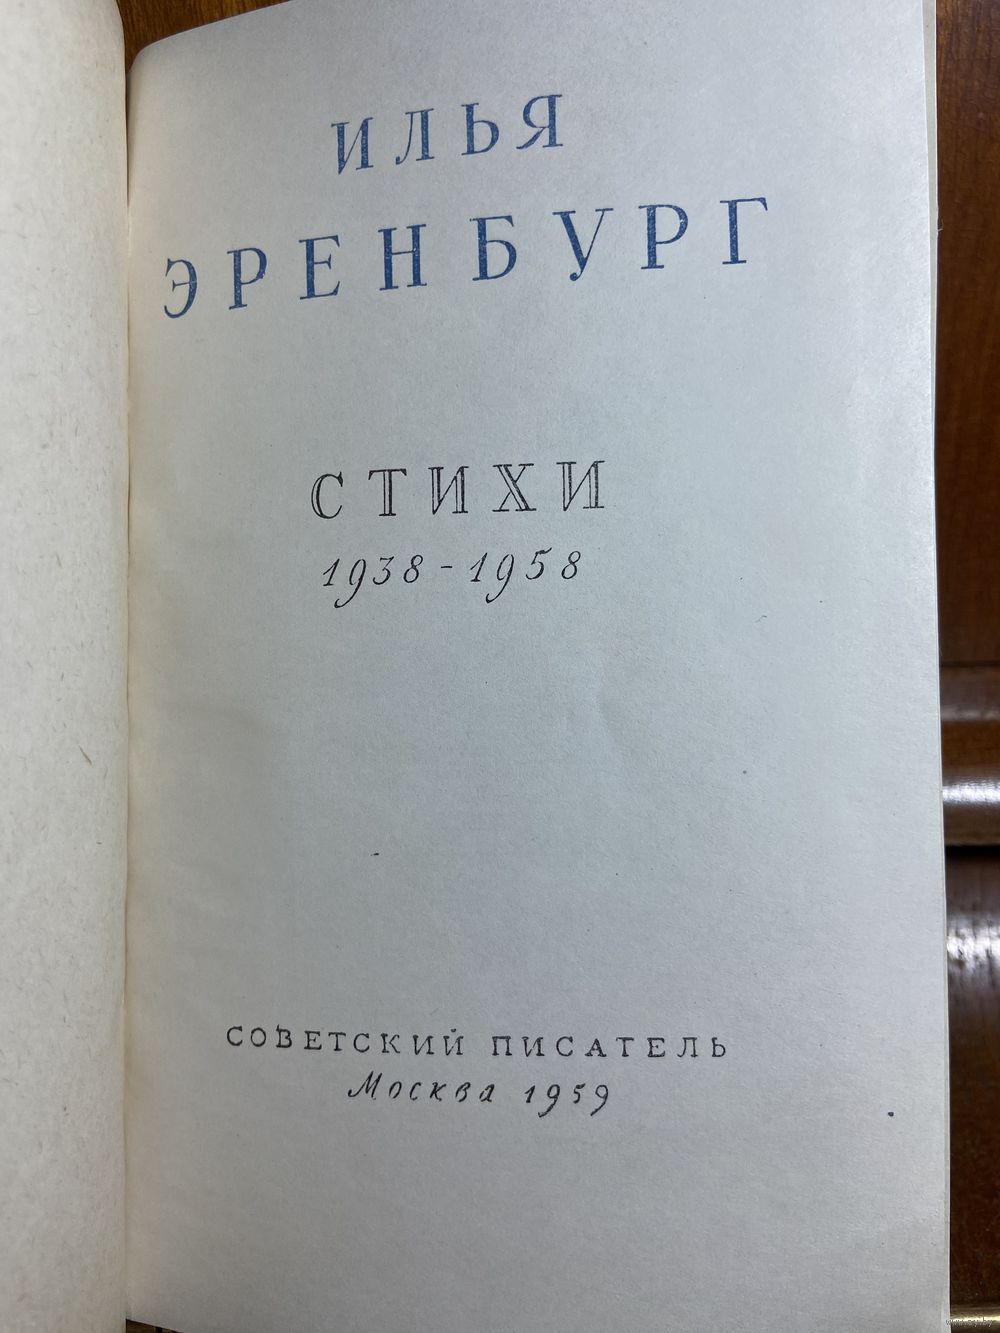 ИЛЬЯ
ЭРЕНБУРГ
СТИХИ
1938-1958
СОВЕТСКИЙ ПИСАТЕЛЬ
Москва 1959